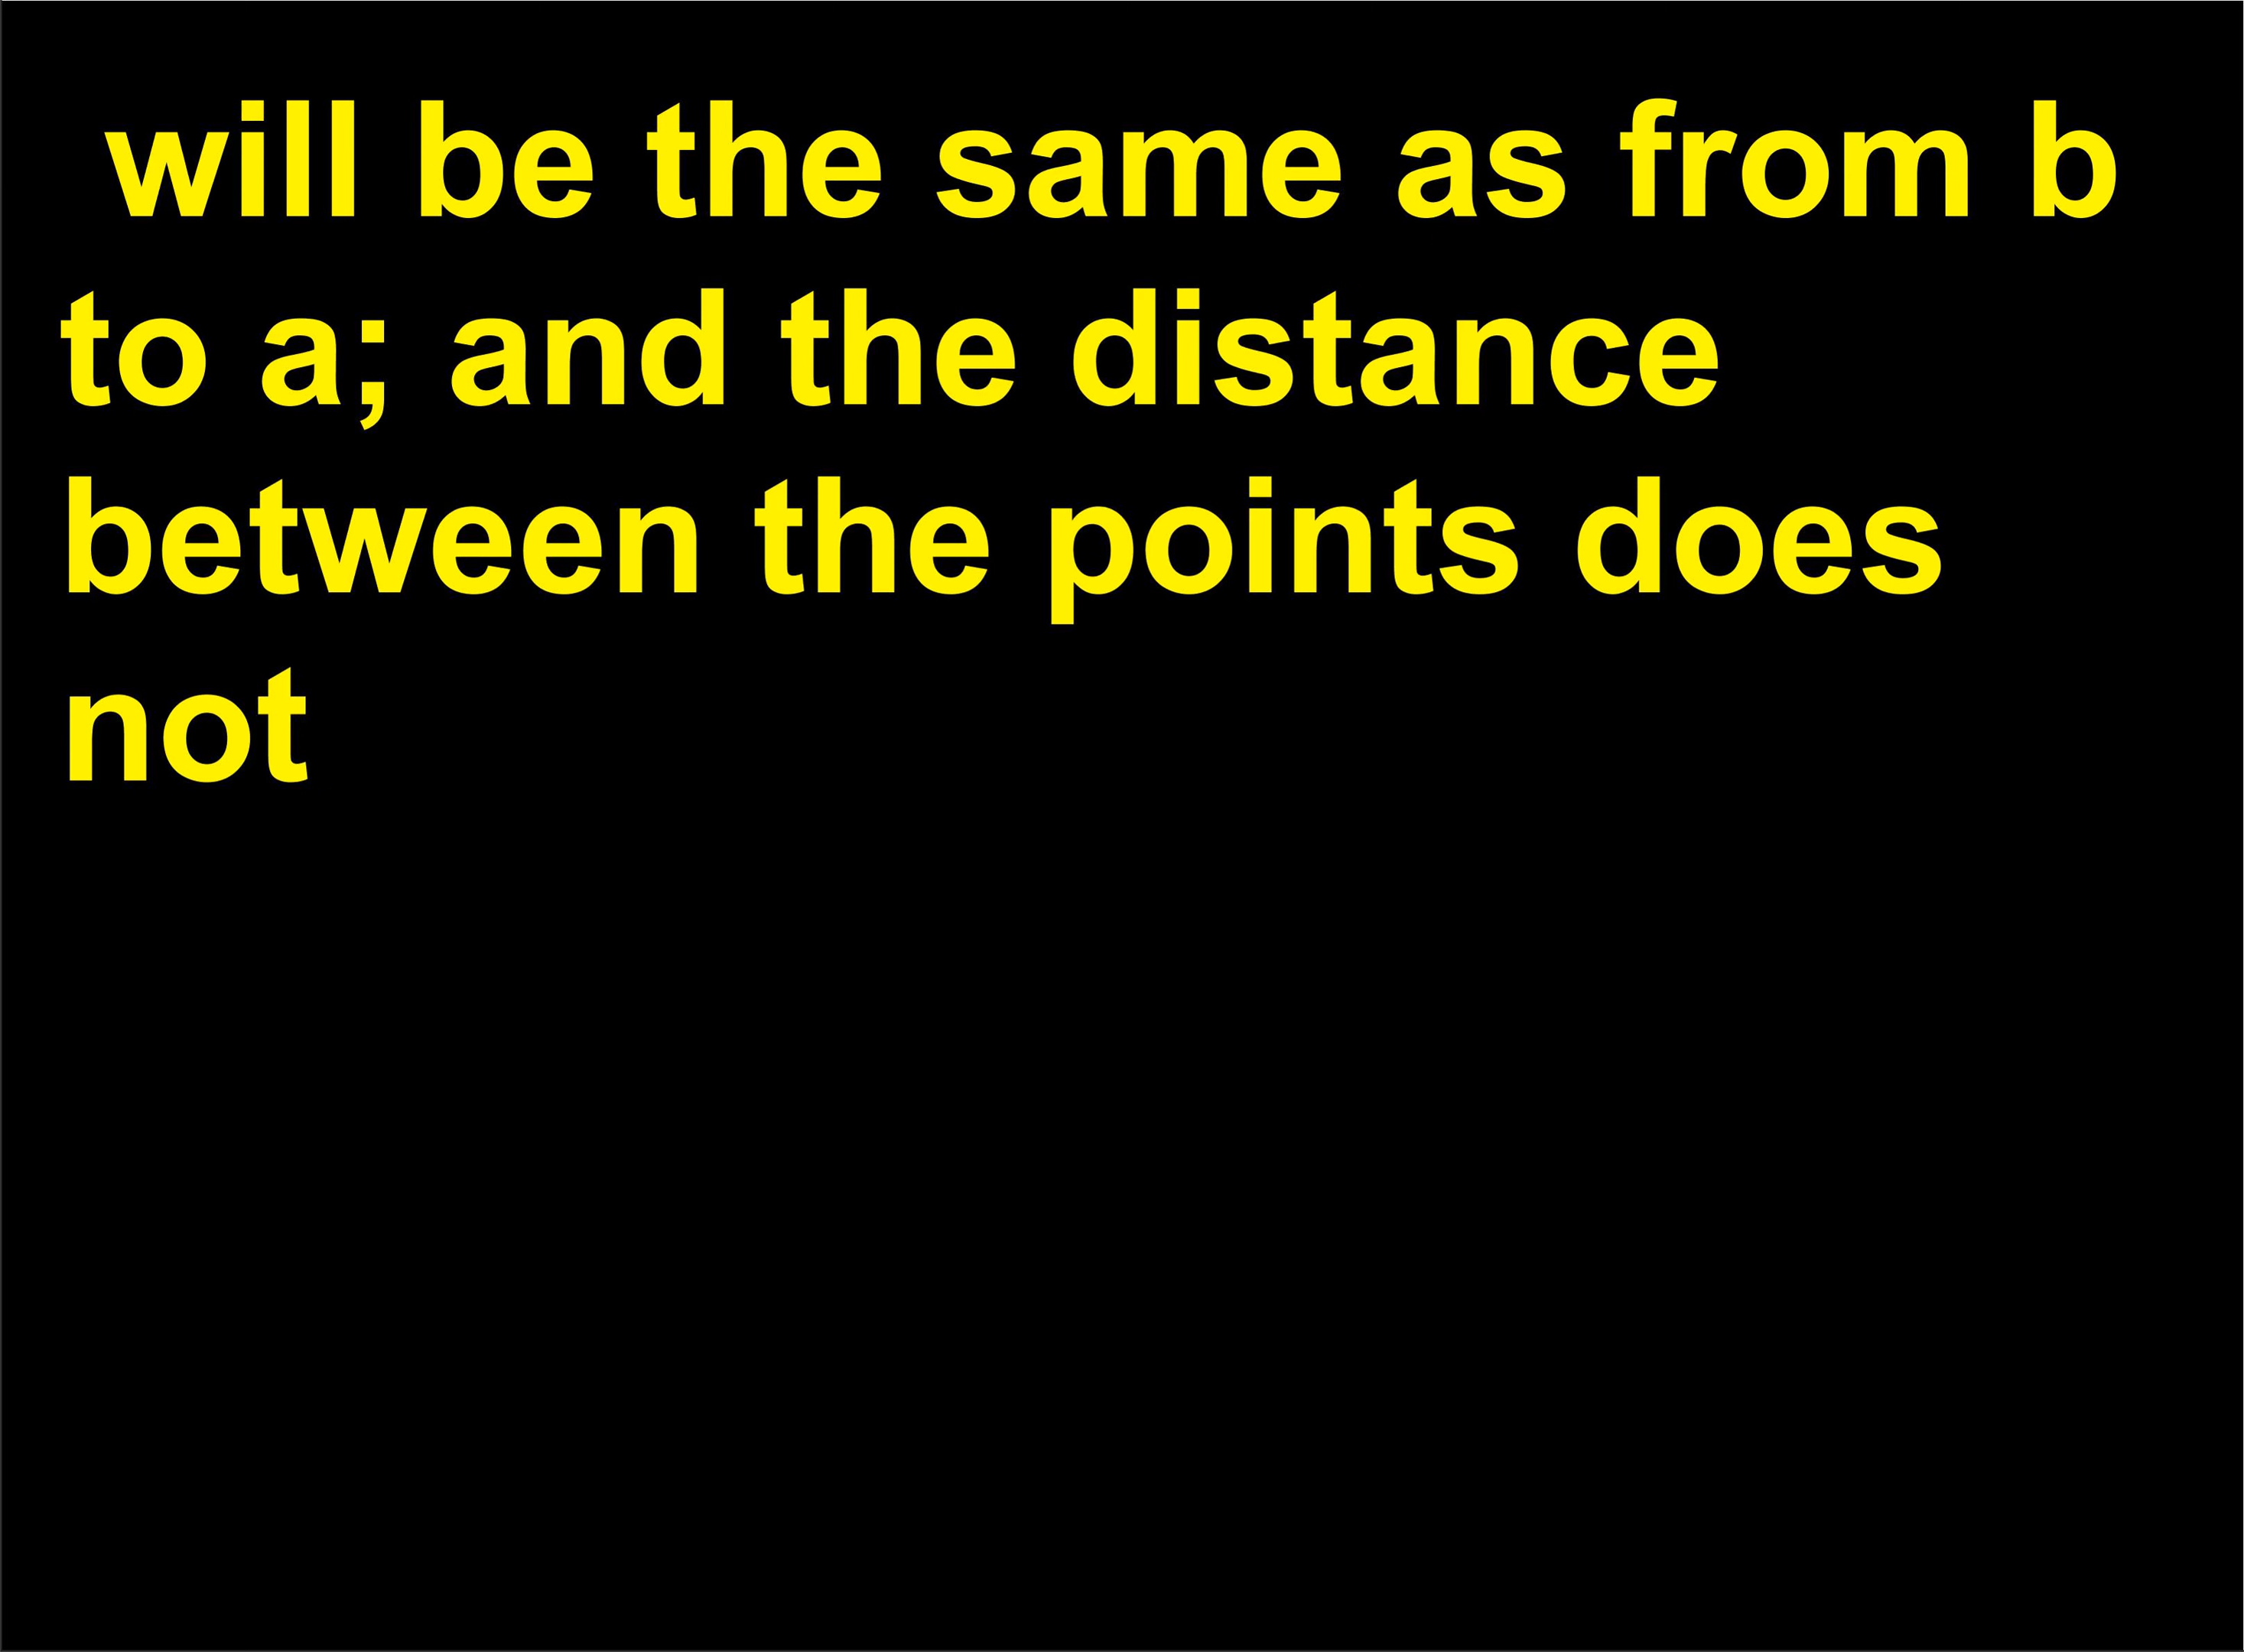 will be the same as from b
to a; and the distance
between the points does
not